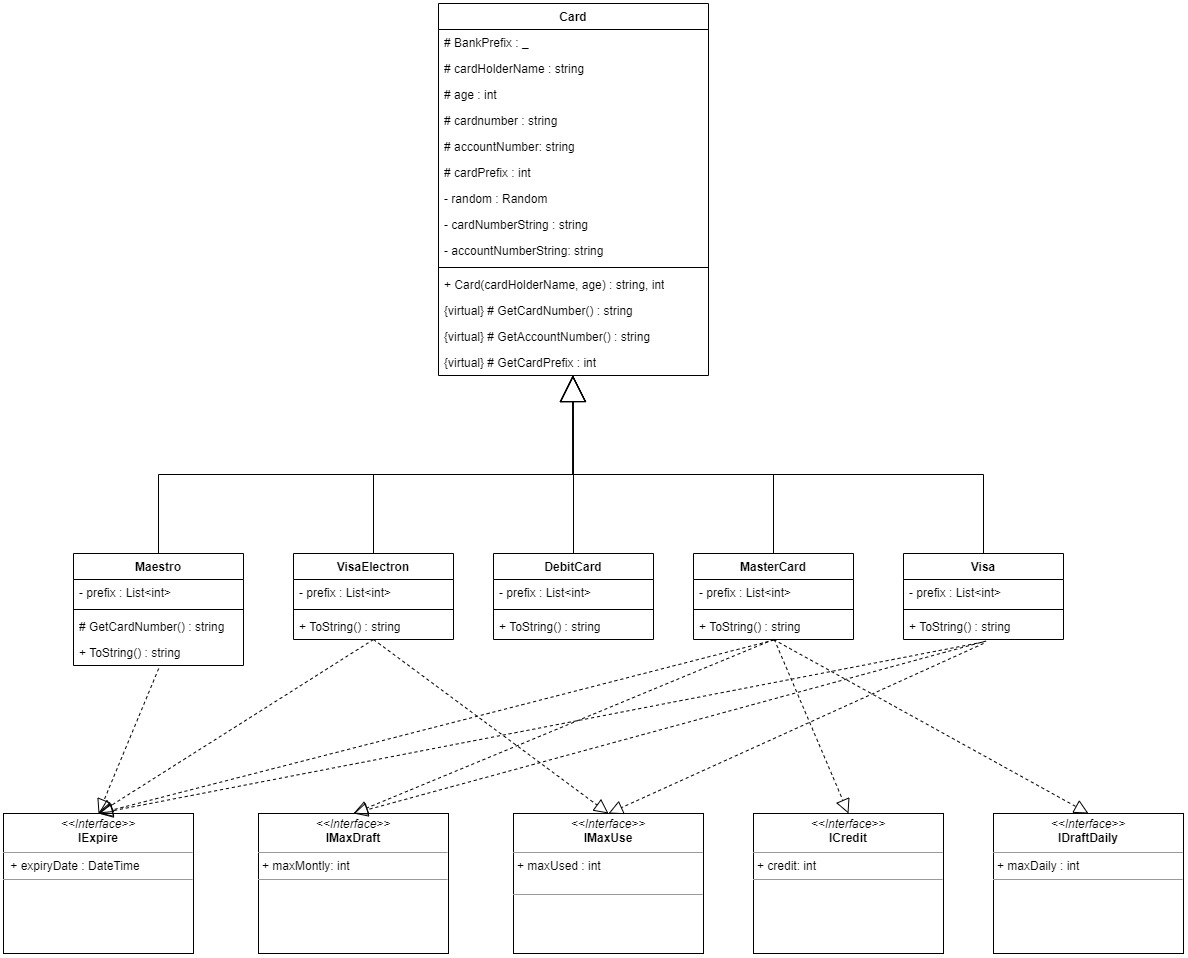 Card
# BankPrefix : _
# cardHolderName : string
# age : int
# cardnumber : string
# accountNumber: string
# cardPrefix : int
- random : Random
- cardNumberString : string
- accountNumberString: string
+ Card(cardHolderName, age) : string, int
{virtual} # GetCardNumber() : string
{virtual} # GetAccountNumber() : string
{virtual} # GetCardPrefix : int
Maestro
- prefix : List<int>
# GetCardNumber() : string
+ ToString() : string
VisaElectron
- prefix : List<int>
+ ToString() : string
DebitCard
- prefix : List<int>
+ ToString() : string
MasterCard
- prefix : List<int>
+ ToString() : string
Visa
- prefix : List<int>
+ ToString() : string
<<Interface>>
IExpire
+ expiryDate : DateTime
<<Interface>>
IMaxDraft
+ maxMontly: int
<<Interface>>
IMaxUse
+ maxUsed : int
<<Interface>>
ICredit
+ credit: int
<<Interface>>
IDraftDaily
+ maxDaily : int